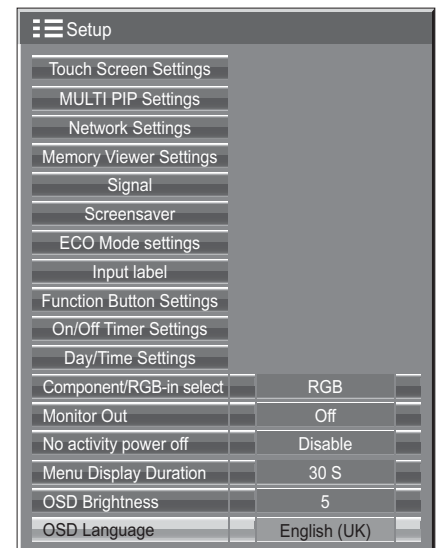 Setup
Touch Screen Settings
MULTI PIP Settings
Network Settings
Memory Viewer Settings
Signal
Screensaver
ECO Mode settings
Input label
Function Button Settings
On/Off Timer Settings
Day/Time Settings
Component/RGB-in select RGB
Monitor Out Off
No activity power off Disable
Menu Display Duration 30 S
OSD Brightness 5
OSD Language English (UK)